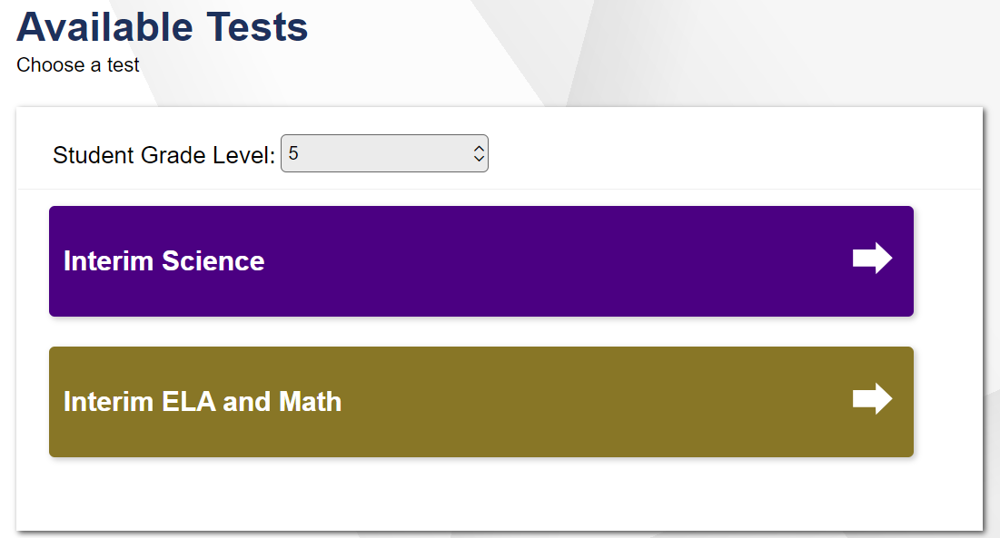 Available Tests
Choose a test
Student Grade Level: 5
Interim Science
Interim ELA and Math